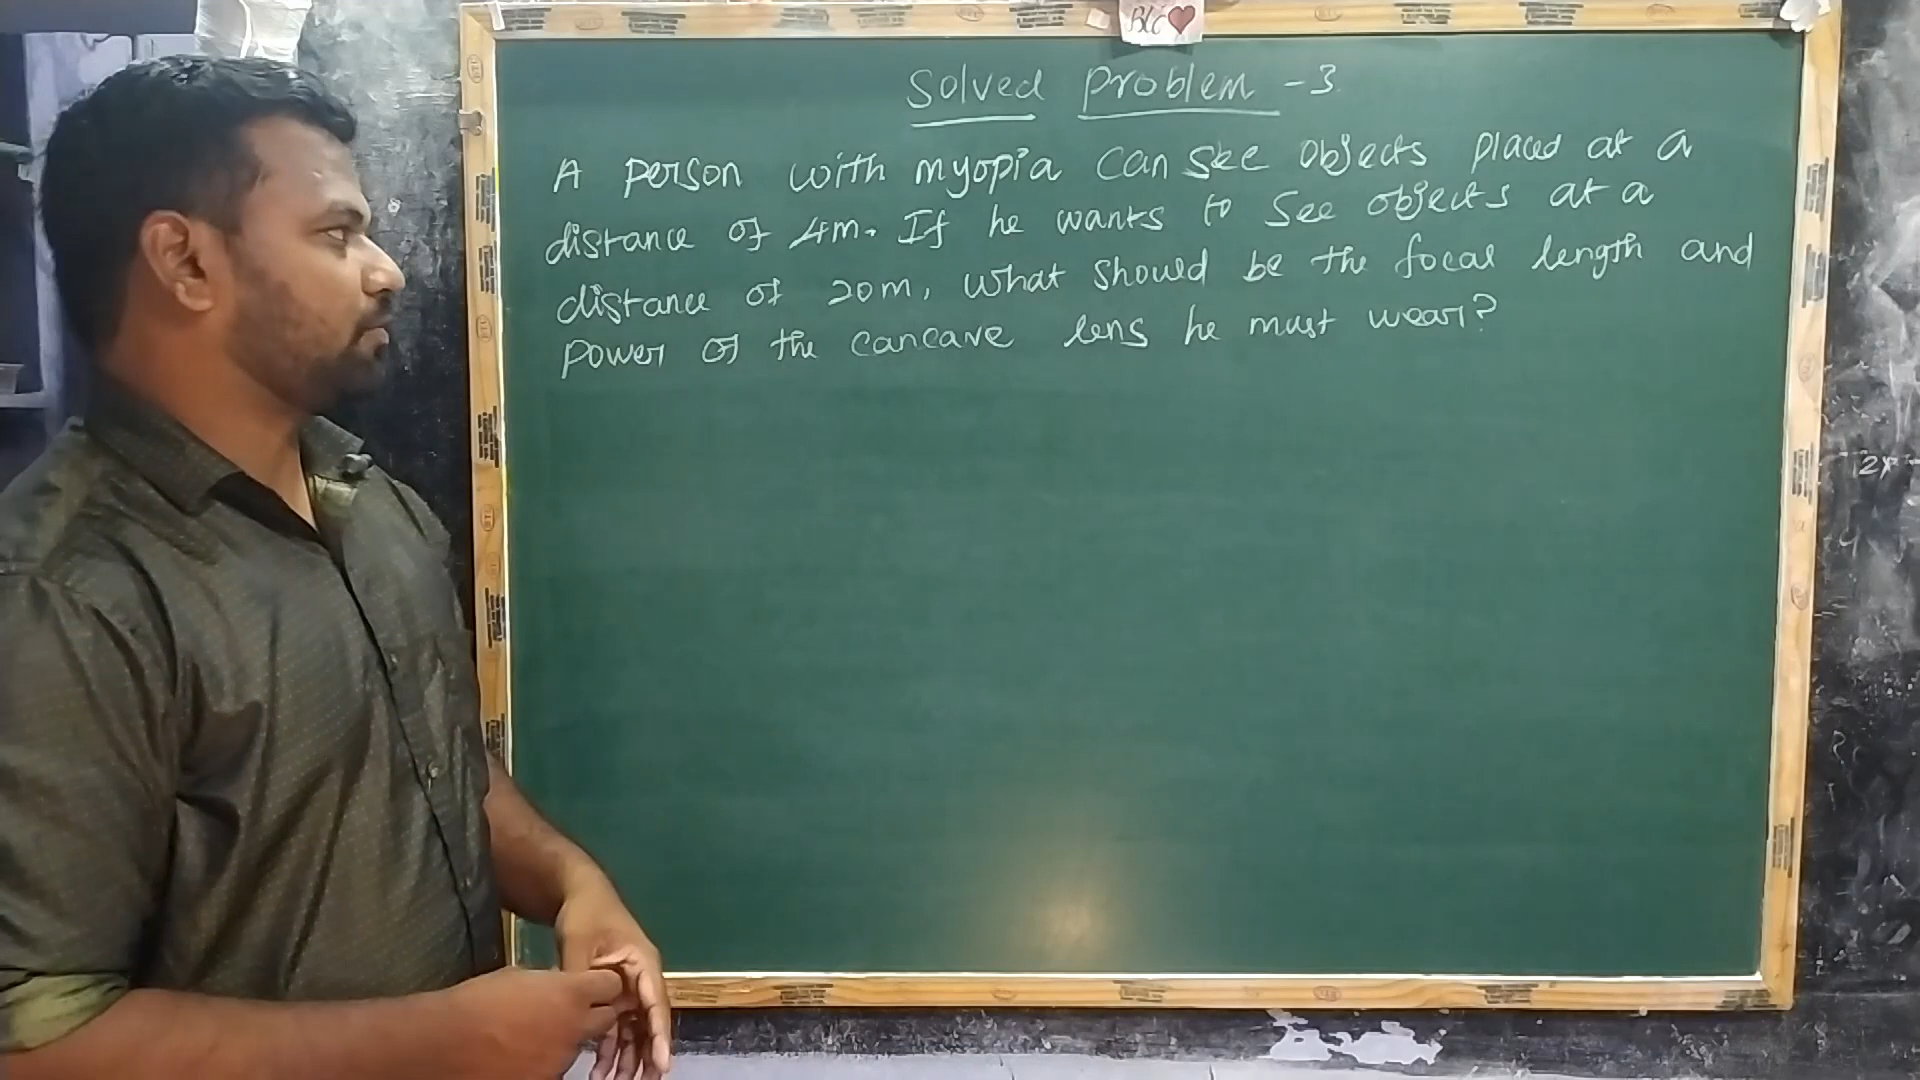 Blc
Solved Problem - 3
A Person with myopia can see objects placed at a
distance of 4m. If he wants to see objects at a
distance of 20m, what should be the focal length and
Power of the concave lens he must wear?